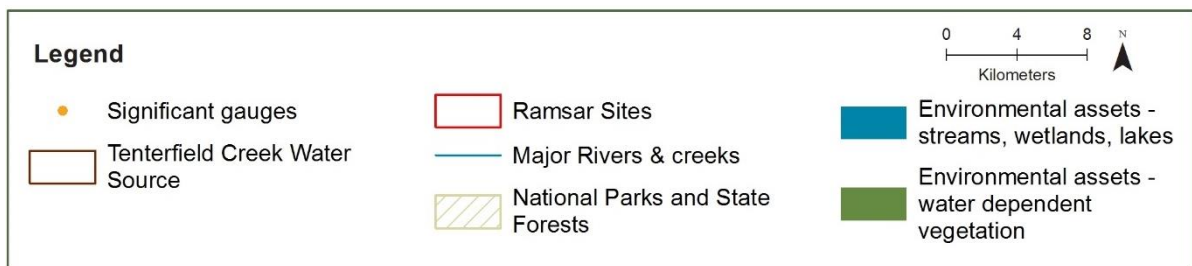 Legend
0 4 8
N
Kilometers
Significant gauges
Tenterfield Creek Water
Source
Ramsar Sites
Major Rivers & creeks
National Parks and State
Forests
Environmental assets -
streams, wetlands, lakes
Environmental assets -
water dependent
vegetation